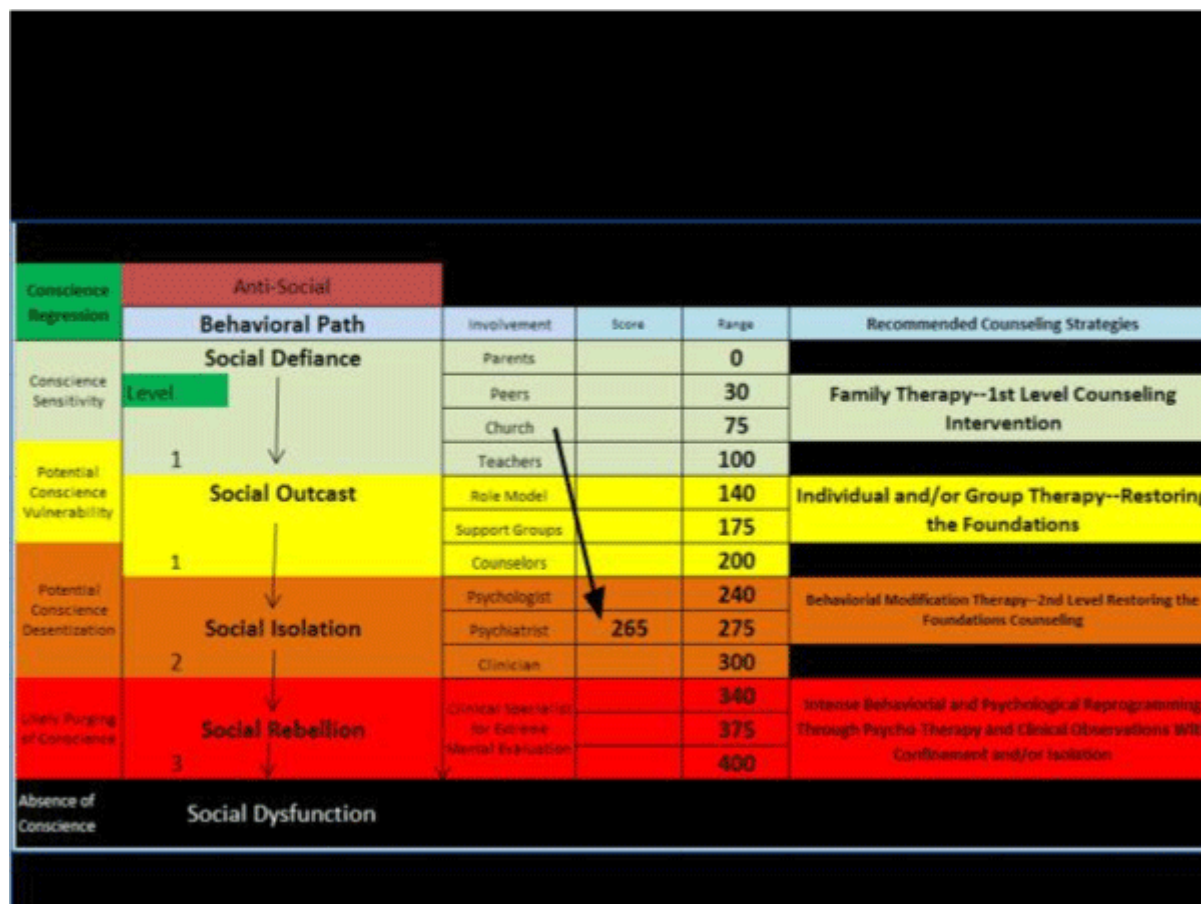 Conscience
Regression
Anti-Social
Behavioral Path
Involvement
Score
Range
Recommended Counseling Strategies
Conscience
Sensitivity
Social Defiance
Level
1
Parents
0
Peers
30
Church
75
Teachers
100
Family Therapy--1st Level Counseling
Intervention
Potential
Conscience
Vulnerability
Social Outcast
1
Role Model
140
Support Groups
175
Counselors
200
Individual and/or Group Therapy--Restoring
the Foundations
Potential
Conscience
Desentization
Social Isolation
2
Psychologist
240
Psychiatrist
265
275
Clinician
300
Behaviorial Modification Therapy--2nd Level Restoring the
Foundations Counseling
Likely Purging
of Conscience
Social Rebellion
3
Clinical Specialist
for Extreme
Mental Evaluation
340
375
400
Intense Behaviorial and Psychological Reprogramming
Through Psycho-Therapy and Clinical Observations With
Confinement and/or Isolation
Absence of
Conscience
Social Dysfunction